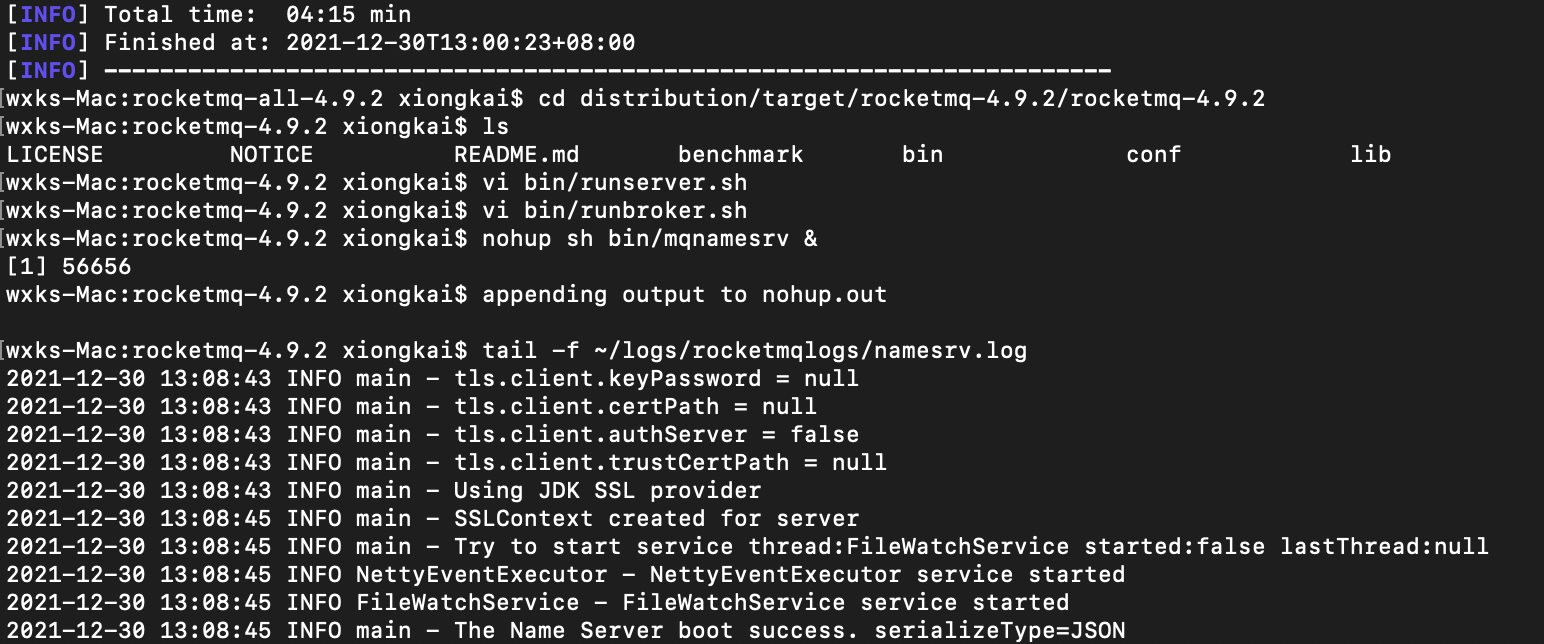 [INFO] Total time:  04:15 min
[INFO] Finished at: 2021-12-30T13:00:23+08:00
[INFO] ------------------------------------------------------------------------
[wxks-Mac:rocketmq-all-4.9.2 xiongkai$ cd distribution/target/rocketmq-4.9.2/rocketmq-4.9.2
[wxks-Mac:rocketmq-4.9.2 xiongkai$ ls
LICENSE         NOTICE          README.md       benchmark       bin             conf            lib
[wxks-Mac:rocketmq-4.9.2 xiongkai$ vi bin/runserver.sh
[wxks-Mac:rocketmq-4.9.2 xiongkai$ vi bin/runbroker.sh
[wxks-Mac:rocketmq-4.9.2 xiongkai$ nohup sh bin/mqnamesrv &
[1] 56656
wxks-Mac:rocketmq-4.9.2 xiongkai$ appending output to nohup.out
[wxks-Mac:rocketmq-4.9.2 xiongkai$ tail -f ~/logs/rocketmqlogs/namesrv.log
2021-12-30 13:08:43 INFO main - tls.client.keyPassword = null
2021-12-30 13:08:43 INFO main - tls.client.certPath = null
2021-12-30 13:08:43 INFO main - tls.client.authServer = false
2021-12-30 13:08:43 INFO main - tls.client.trustCertPath = null
2021-12-30 13:08:43 INFO main - Using JDK SSL provider
2021-12-30 13:08:45 INFO main - SSLContext created for server
2021-12-30 13:08:45 INFO main - Try to start service thread:FileWatchService started:false lastThread:null
2021-12-30 13:08:45 INFO NettyEventExecutor - NettyEventExecutor service started
2021-12-30 13:08:45 INFO FileWatchService - FileWatchService service started
2021-12-30 13:08:45 INFO main - The Name Server boot success. serializeType=JSON